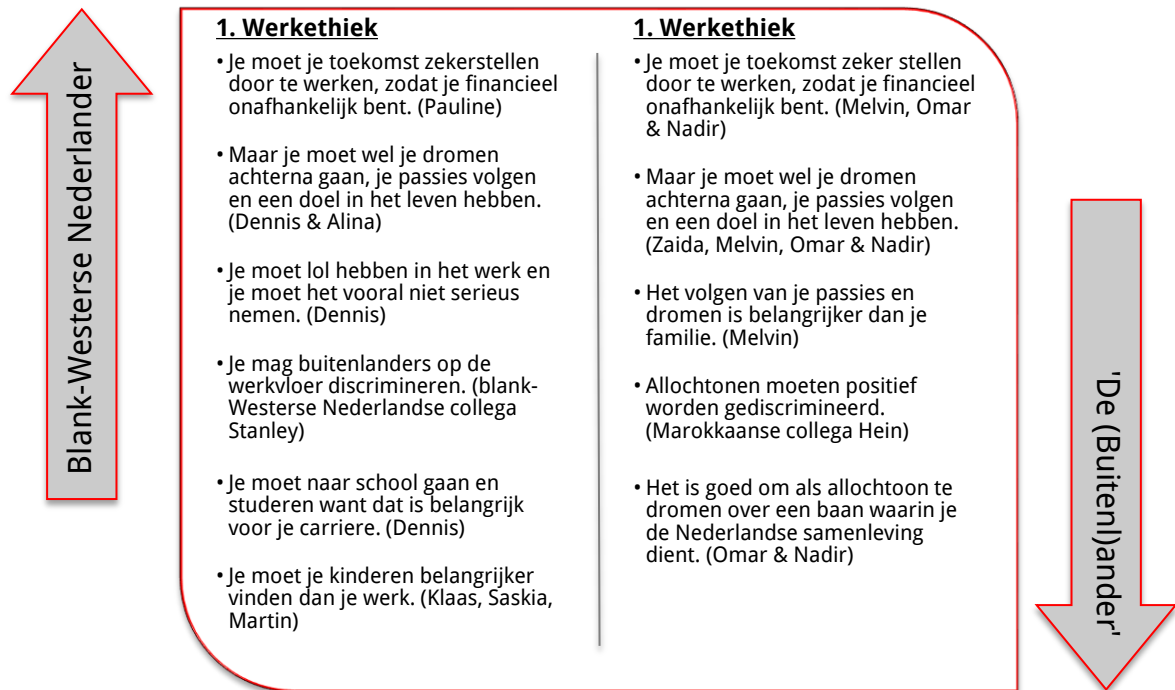 Blank-Westerse Nederlander
1. Werkethiek
• Je moet je toekomst zekerstellen
door te werken, zodat je financieel
onafhankelijk bent. (Pauline)
• Maar je moet wel je dromen
achterna gaan, je passies volgen
en een doel in het leven hebben.
(Dennis & Alina)
• Je moet lol hebben in het werk en
je moet het vooral niet serieus
nemen. (Dennis)
• Je mag buitenlanders op de
werkvloer discrimineren. (blank-
Westerse Nederlandse collega
Stanley)
• Je moet naar school gaan en
studeren want dat is belangrijk
voor je carriere. (Dennis)
• Je moet je kinderen belangrijker
vinden dan je werk. (Klaas, Saskia,
Martin)
1. Werkethiek
• Je moet je toekomst zeker stellen
door te werken, zodat je financieel
onafhankelijk bent. (Melvin, Omar
& Nadir)
• Maar je moet wel je dromen
achterna gaan, je passies volgen
en een doel in het leven hebben.
(Zaida, Melvin, Omar & Nadir)
• Het volgen van je passies en
dromen is belangrijker dan je
familie. (Melvin)
• Allochtonen moeten positief
worden gediscrimineerd.
(Marokkaanse collega Hein)
• Het is goed om als allochtoon te
dromen over een baan waarin je
de Nederlandse samenleving
dient. (Omar & Nadir)
'De (Buitenl)ander'